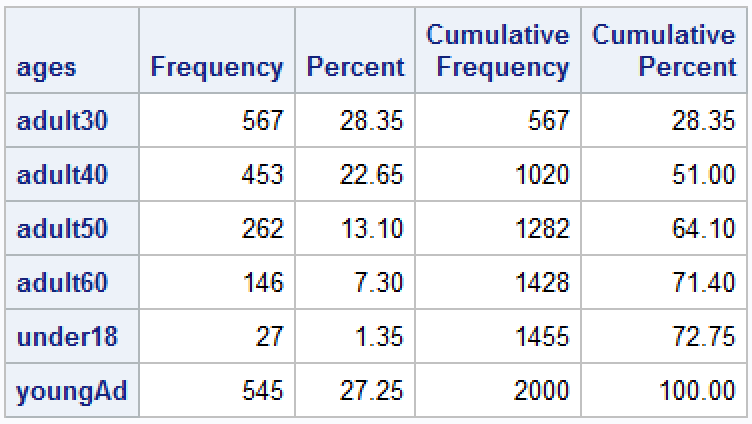 ages Frequency Percent Cumulative Frequency Cumulative Percent
adult30 567 28.35 567 28.35
adult40 453 22.65 1020 51.00
adult50 262 13.10 1282 64.10
adult60 146 7.30 1428 71.40
under18 27 1.35 1455 72.75
youngAd 545 27.25 2000 100.00